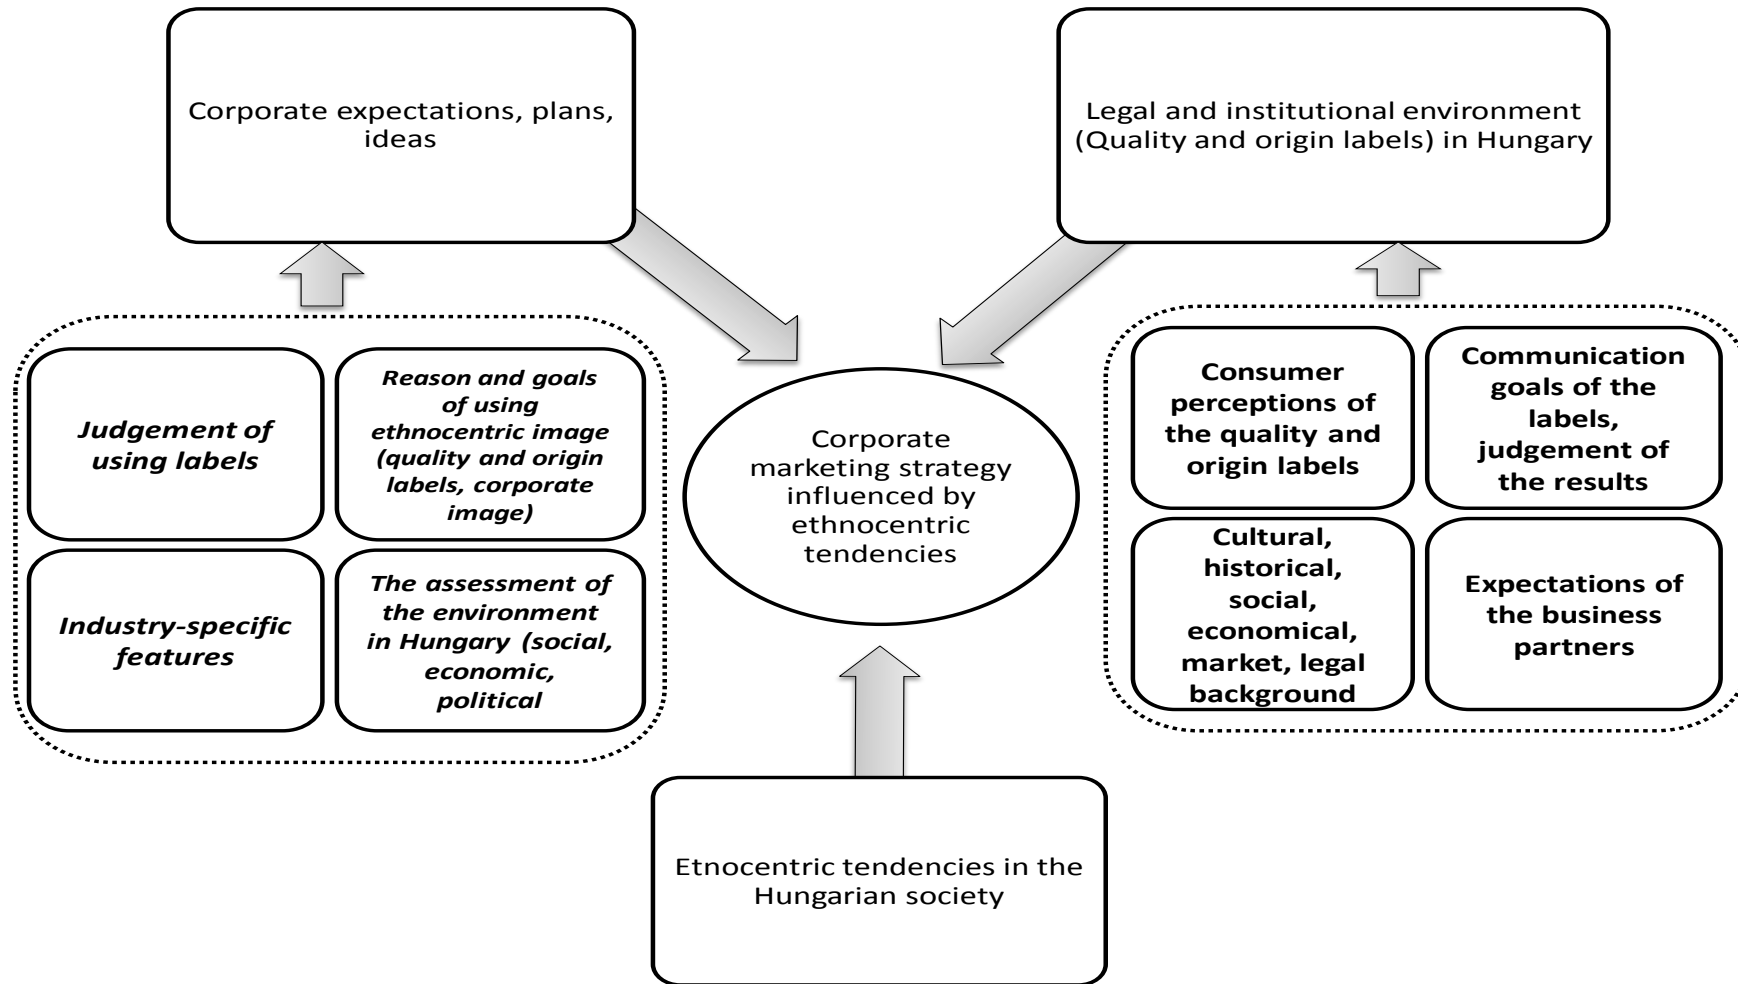 Corporate expectations, plans,
ideas
Legal and institutional environment
(Quality and origin labels) in Hungary
Judgement of
using labels
Reason and goals
of using
ethnocentric image
(quality and origin
labels, corporate
image)
Industry-specific
features
The assessment of
the environment
in Hungary (social,
economic,
political
Corporate
marketing strategy
influenced by
ethnocentric
tendencies
Consumer
perceptions of
the quality and
origin labels
Communication
goals of the
labels,
judgement of
the results
Cultural,
historical,
social,
economical,
market, legal
background
Expectations of
the business
partners
Etnocentric tendencies in the
Hungarian society